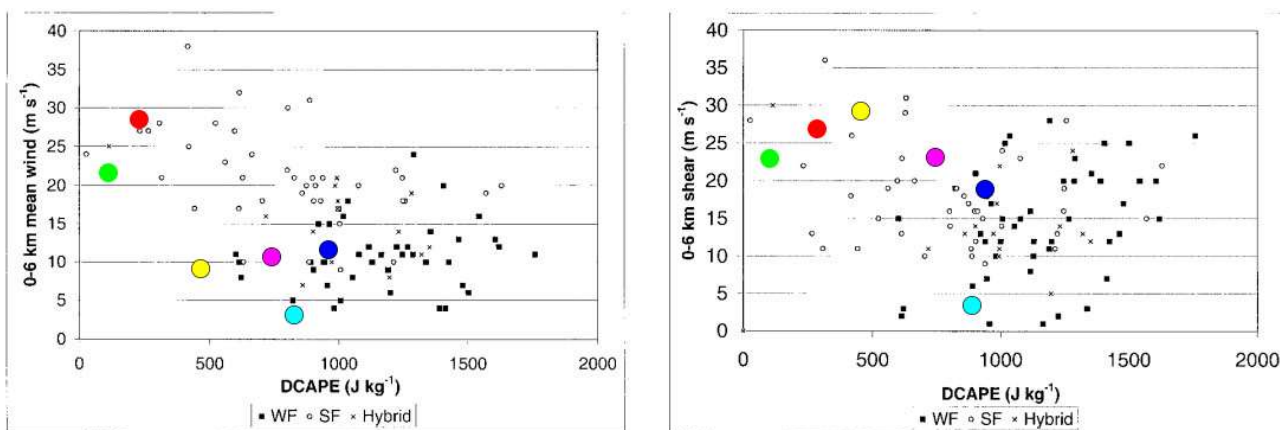 40
35
30
25
20
15
10
5
0
0-6 km mean wind (m s⁻¹)
0 500 1000 1500 2000
DCAPE (J kg⁻¹)
■ WF ○ SF × Hybrid
40
35
30
25
20
15
10
5
0
0-6 km shear (m s⁻¹)
0 500 1000 1500 2000
DCAPE (J kg⁻¹)
■ WF ○ SF × Hybrid